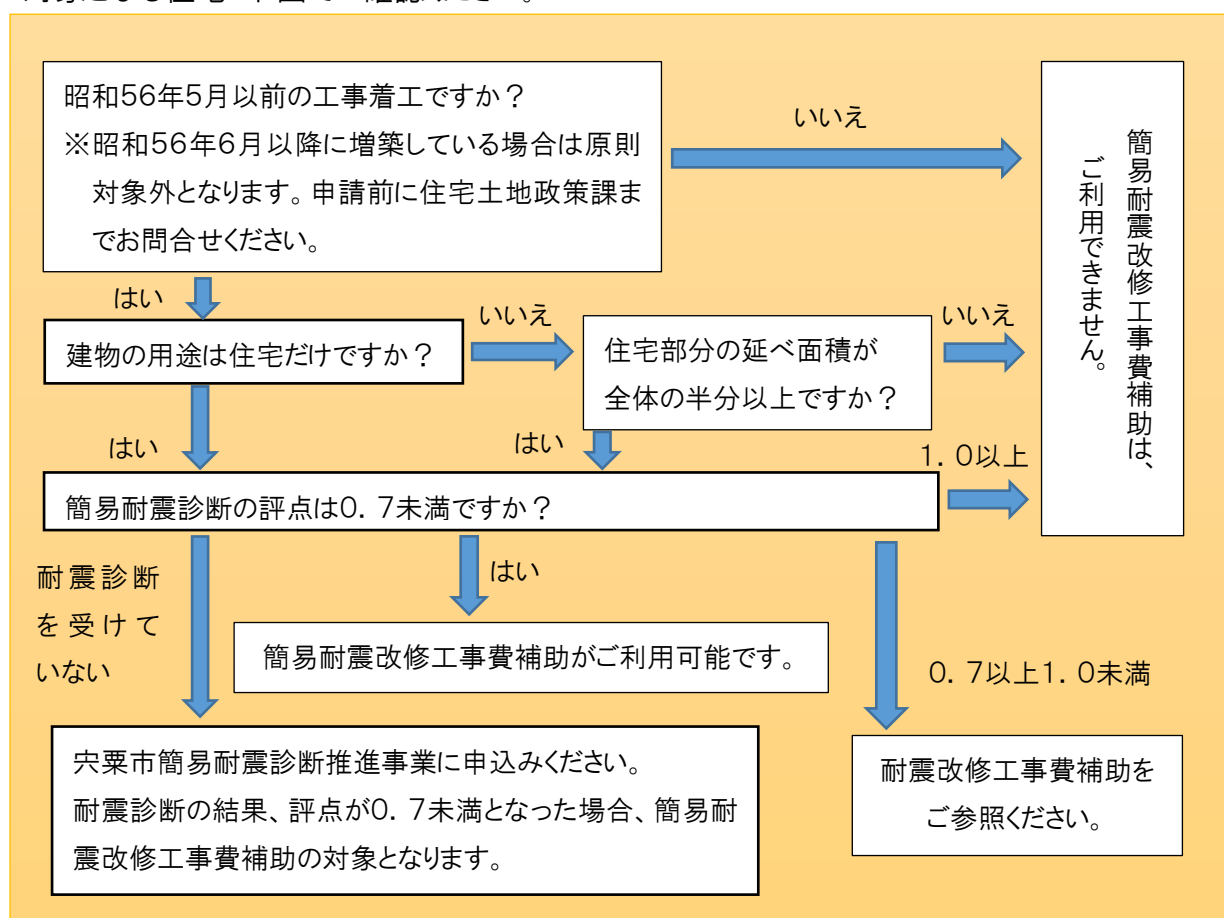 昭和56年5月以前の工事着工ですか？
※昭和56年6月以降に増築している場合は原則
対象外となります。申請前に住宅土地政策課ま
でお問合せください。
いいえ
簡易耐震改修工事費補助は、
ご利用できません。
はい
建物の用途は住宅だけですか？
いいえ
住宅部分の延べ面積が
全体の半分以上ですか？
いいえ
はい
はい
1．0以上
簡易耐震診断の評点は0．7未満ですか？
耐震診断
を受けて
いない
はい
簡易耐震改修工事費補助がご利用可能です。
0．7以上1．0未満
宍粟市簡易耐震診断推進事業に申込みください。
耐震診断の結果、評点が0．7未満となった場合、簡易耐
震改修工事費補助の対象となります。
耐震改修工事費補助を
ご参照ください。